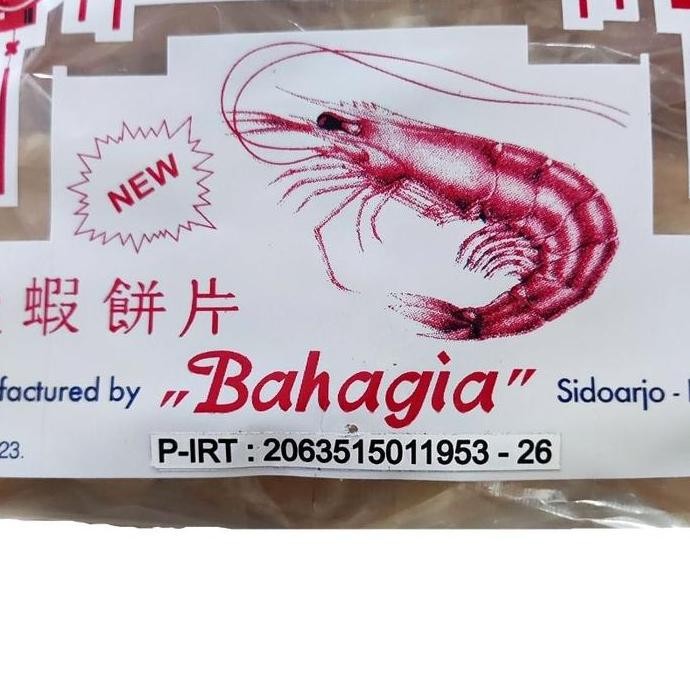 NEW
蝦餅片
factured by „Bahagia” Sidoarjo -
23.
P-IRT : 2063515011953 - 26